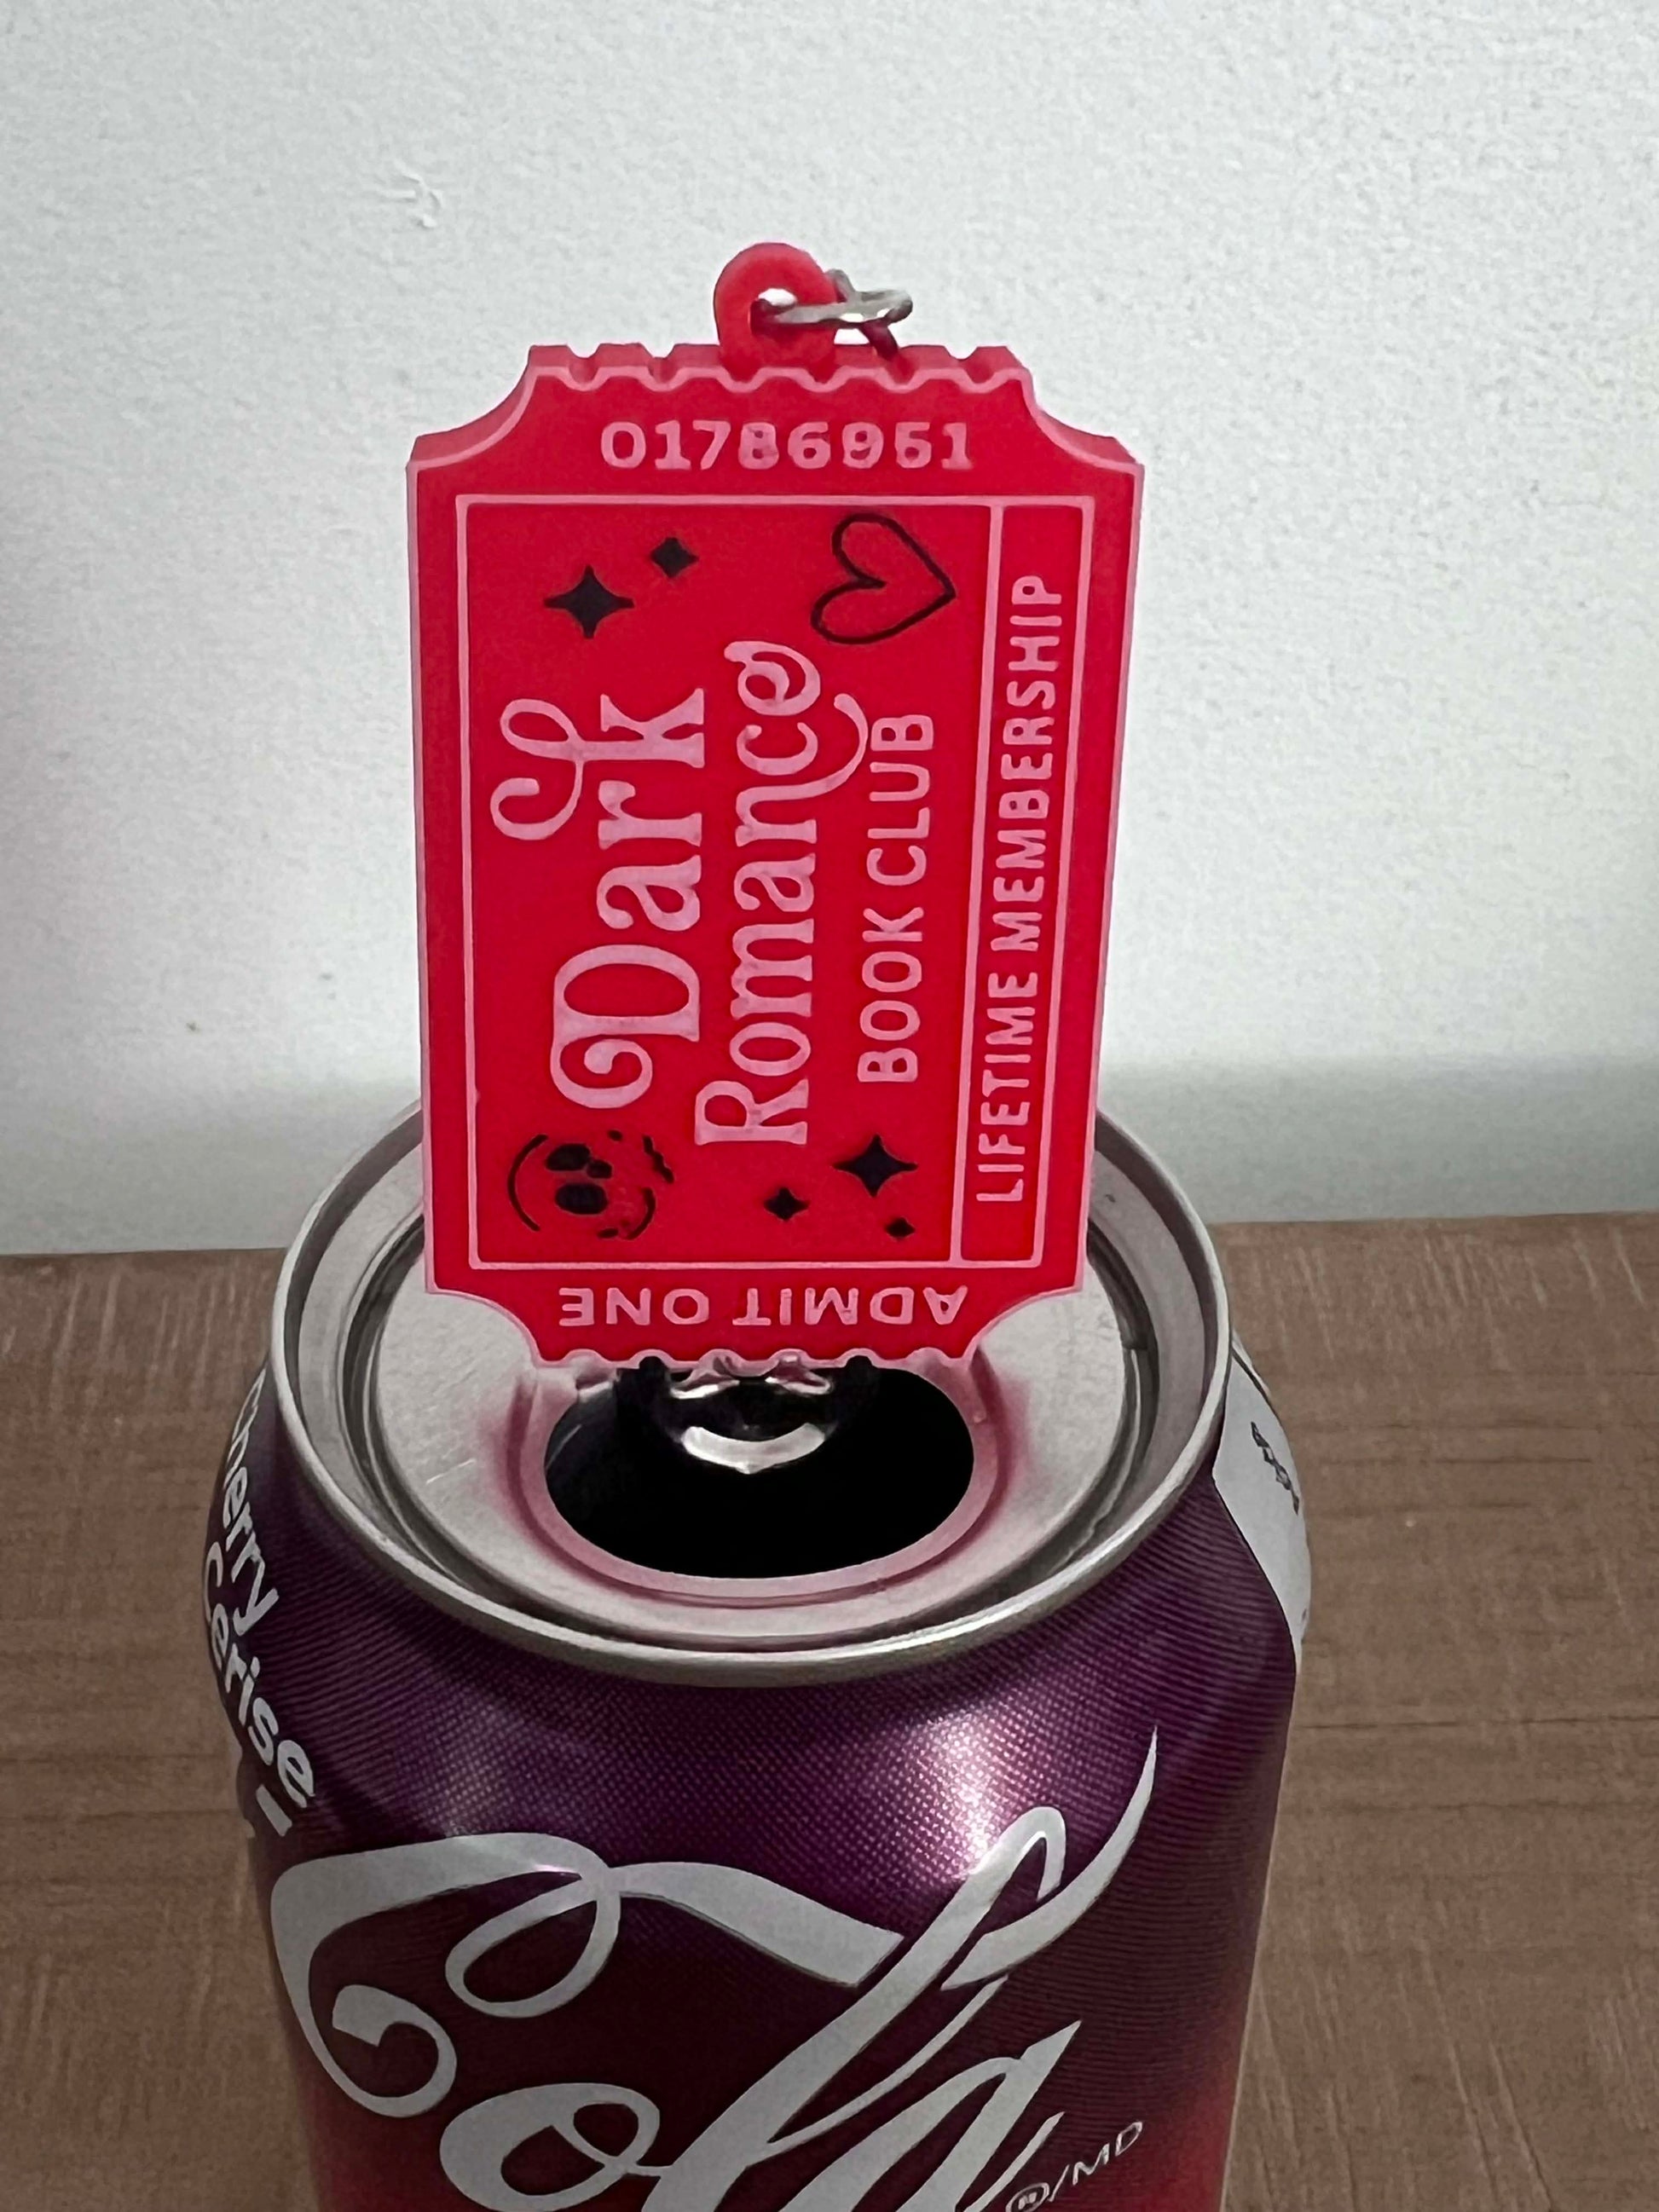 01786951
Dark
Romance
BOOK CLUB
LIFETIME MEMBERSHIP
ADMIT ONE
Cherry
Cerise
Cola
®/MD